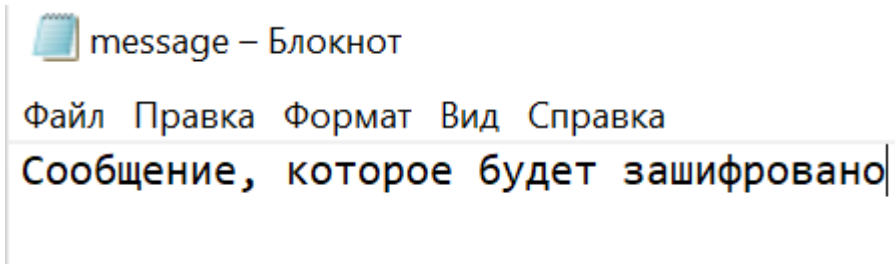 message – Блокнот
Файл Правка Формат Вид Справка
Сообщение, которое будет зашифровано